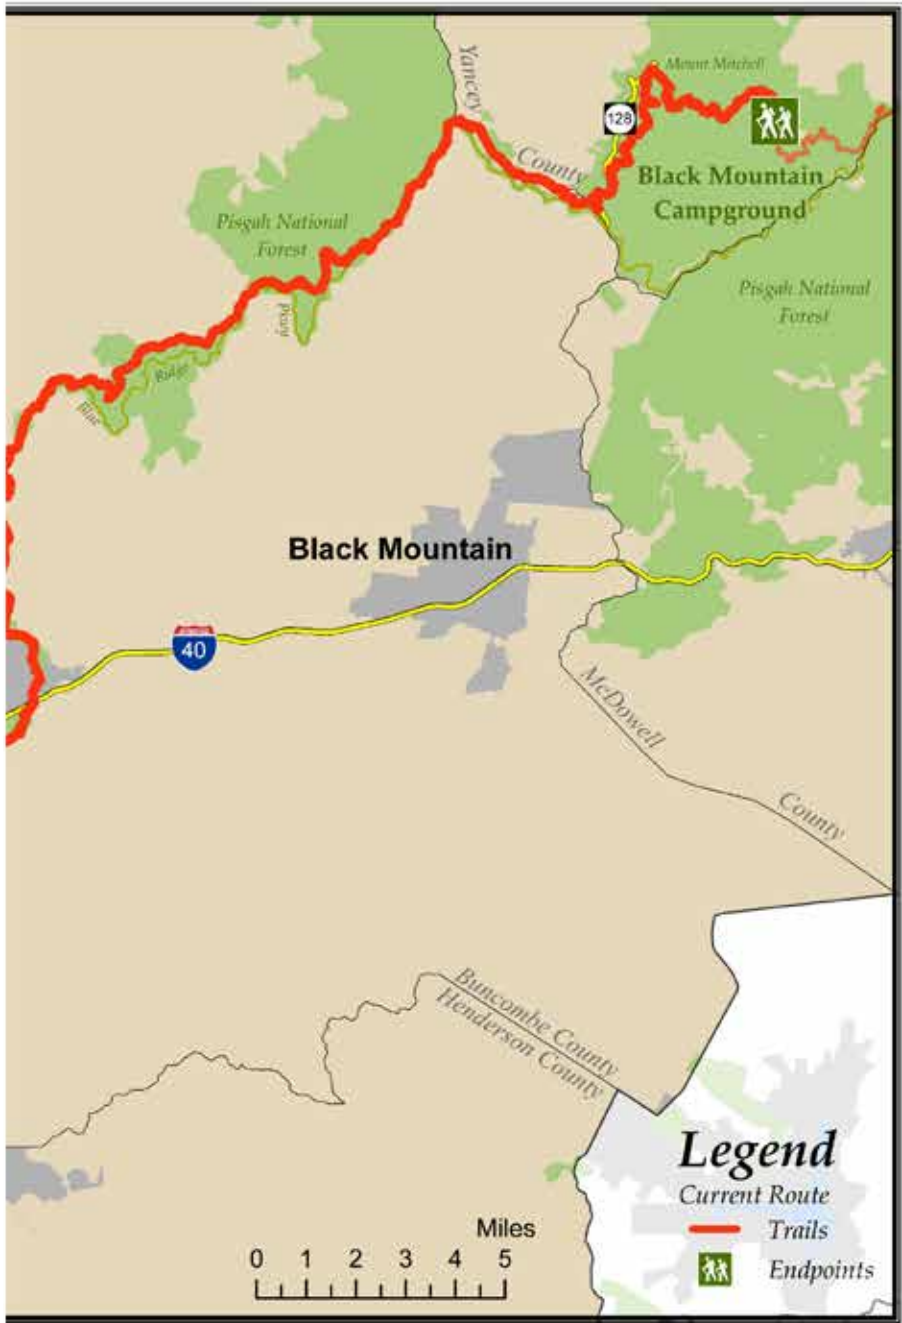 Yancey
County
Mount Mitchell
128
Black Mountain
Campground
Pisgah National
Forest
Pisgah National
Forest
Pkwy
Ridge
Blue
Black Mountain
40
McDowell
County
Buncombe County
Henderson County
Legend
Current Route
Trails
Endpoints
Miles
0 1 2 3 4 5